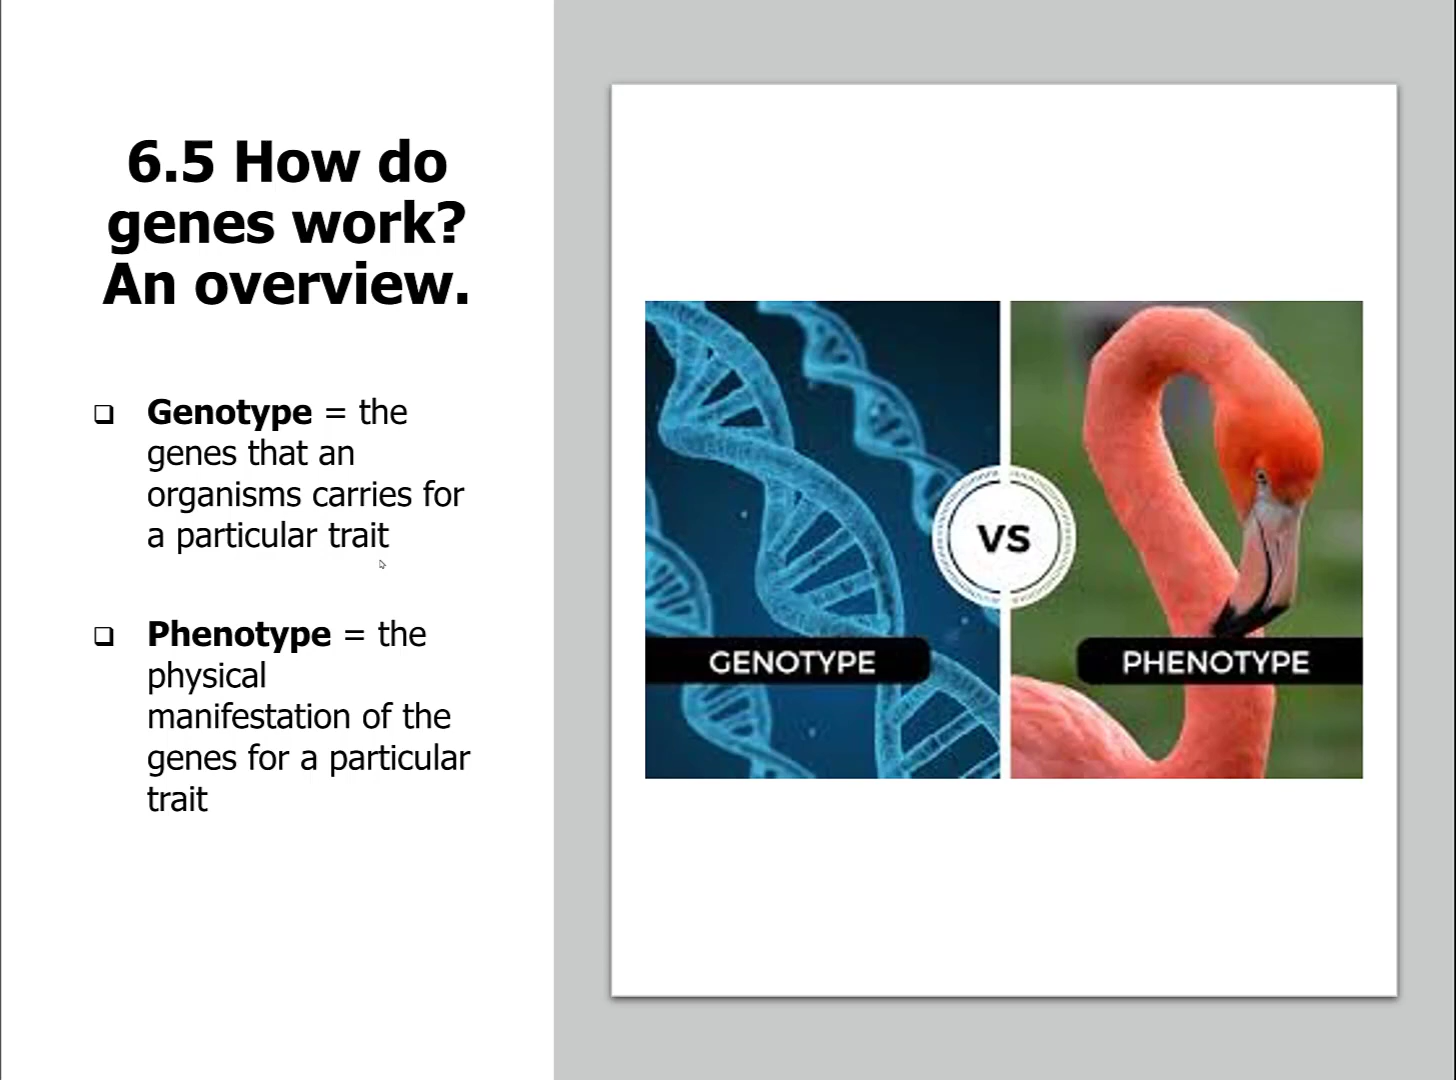 6.5 How do
genes work?
An overview.
Genotype = the
genes that an
organisms carries for
a particular trait
Phenotype = the
physical
manifestation of the
genes for a particular
trait
GENOTYPE
VS
PHENOTYPE